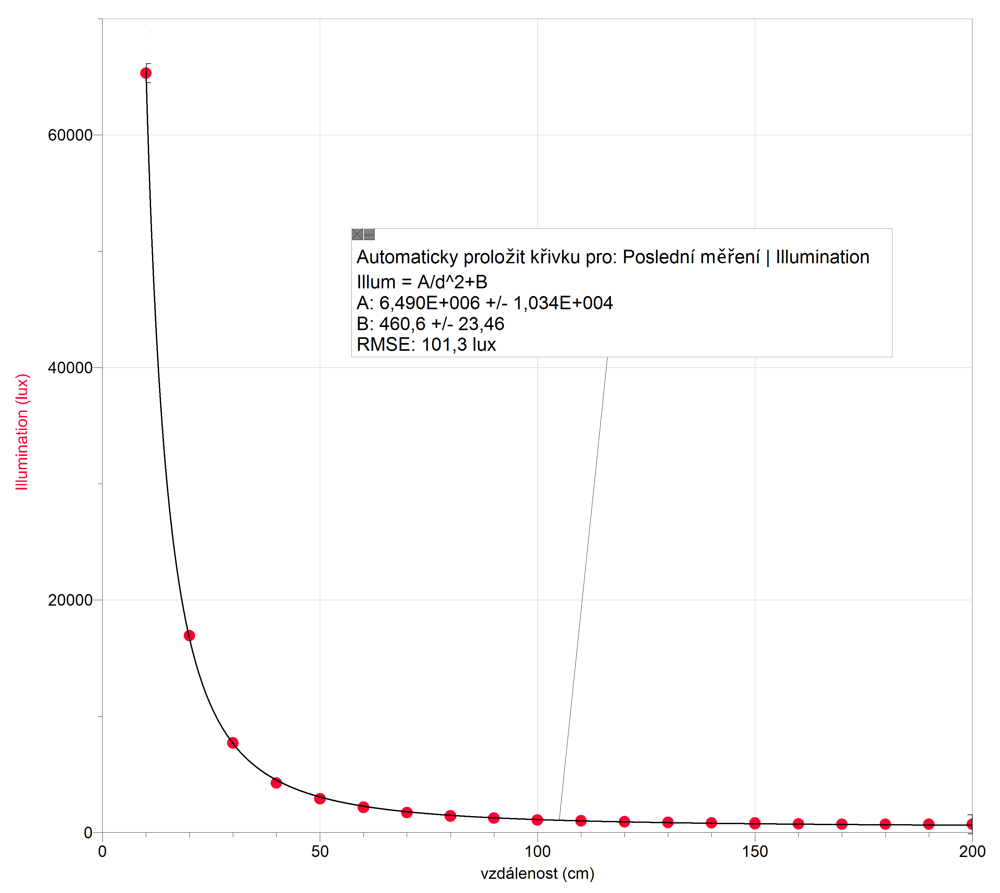 60000
40000
20000
0
Illumination (lux)
Automaticky proložit křivku pro: Poslední měření | Illumination
Illum = A/d^2+B
A: 6,490E+006 +/- 1,034E+004
B: 460,6 +/- 23,46
RMSE: 101,3 lux
0 50 100 150 200
vzdálenost (cm)